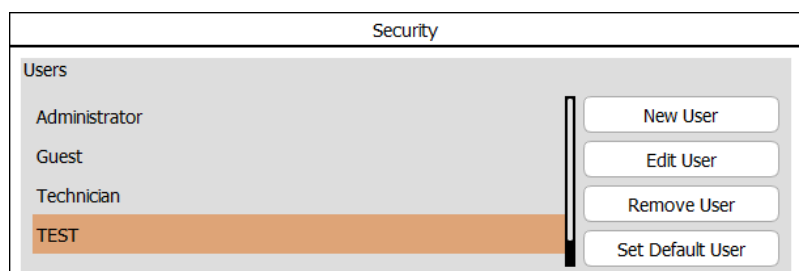 Security
Users
Administrator
Guest
Technician
TEST
New User
Edit User
Remove User
Set Default User